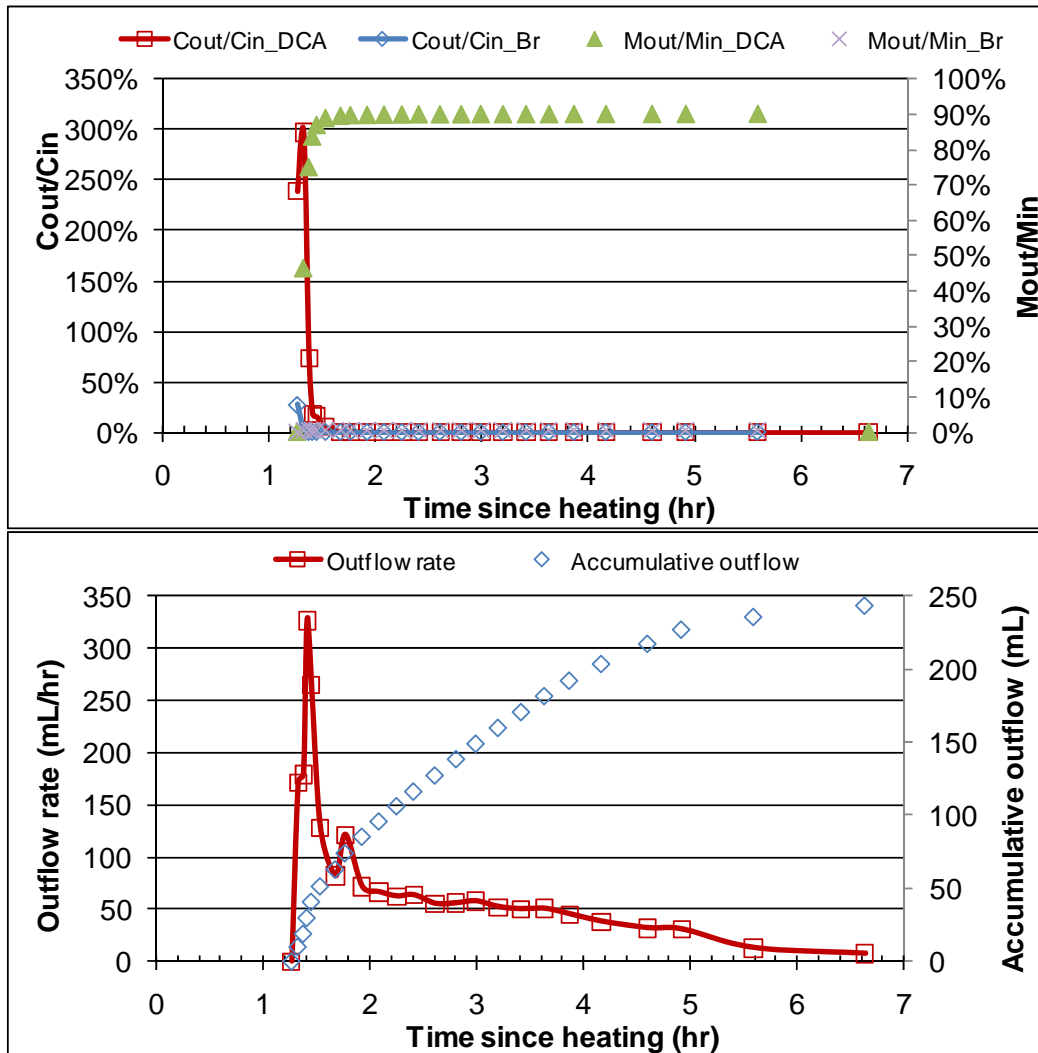 Cout/Cin_DCA Cout/Cin_Br Mout/Min_DCA Mout/Min_Br
350% 100%
90%
300%
80%
250% 70%
60%
200%
50%
150% 40%
100% 30%
20%
50%
10%
0% 0%
Cout/Cin
Mout/Min
0 1 2 3 4 5 6 7
Time since heating (hr)
Outflow rate Accumulative outflow
350 250
300
200
250
200 150
150
100
100
50
50
0 0
Outflow rate (mL/hr)
Accumulative outflow (mL)
0 1 2 3 4 5 6 7
Time since heating (hr)